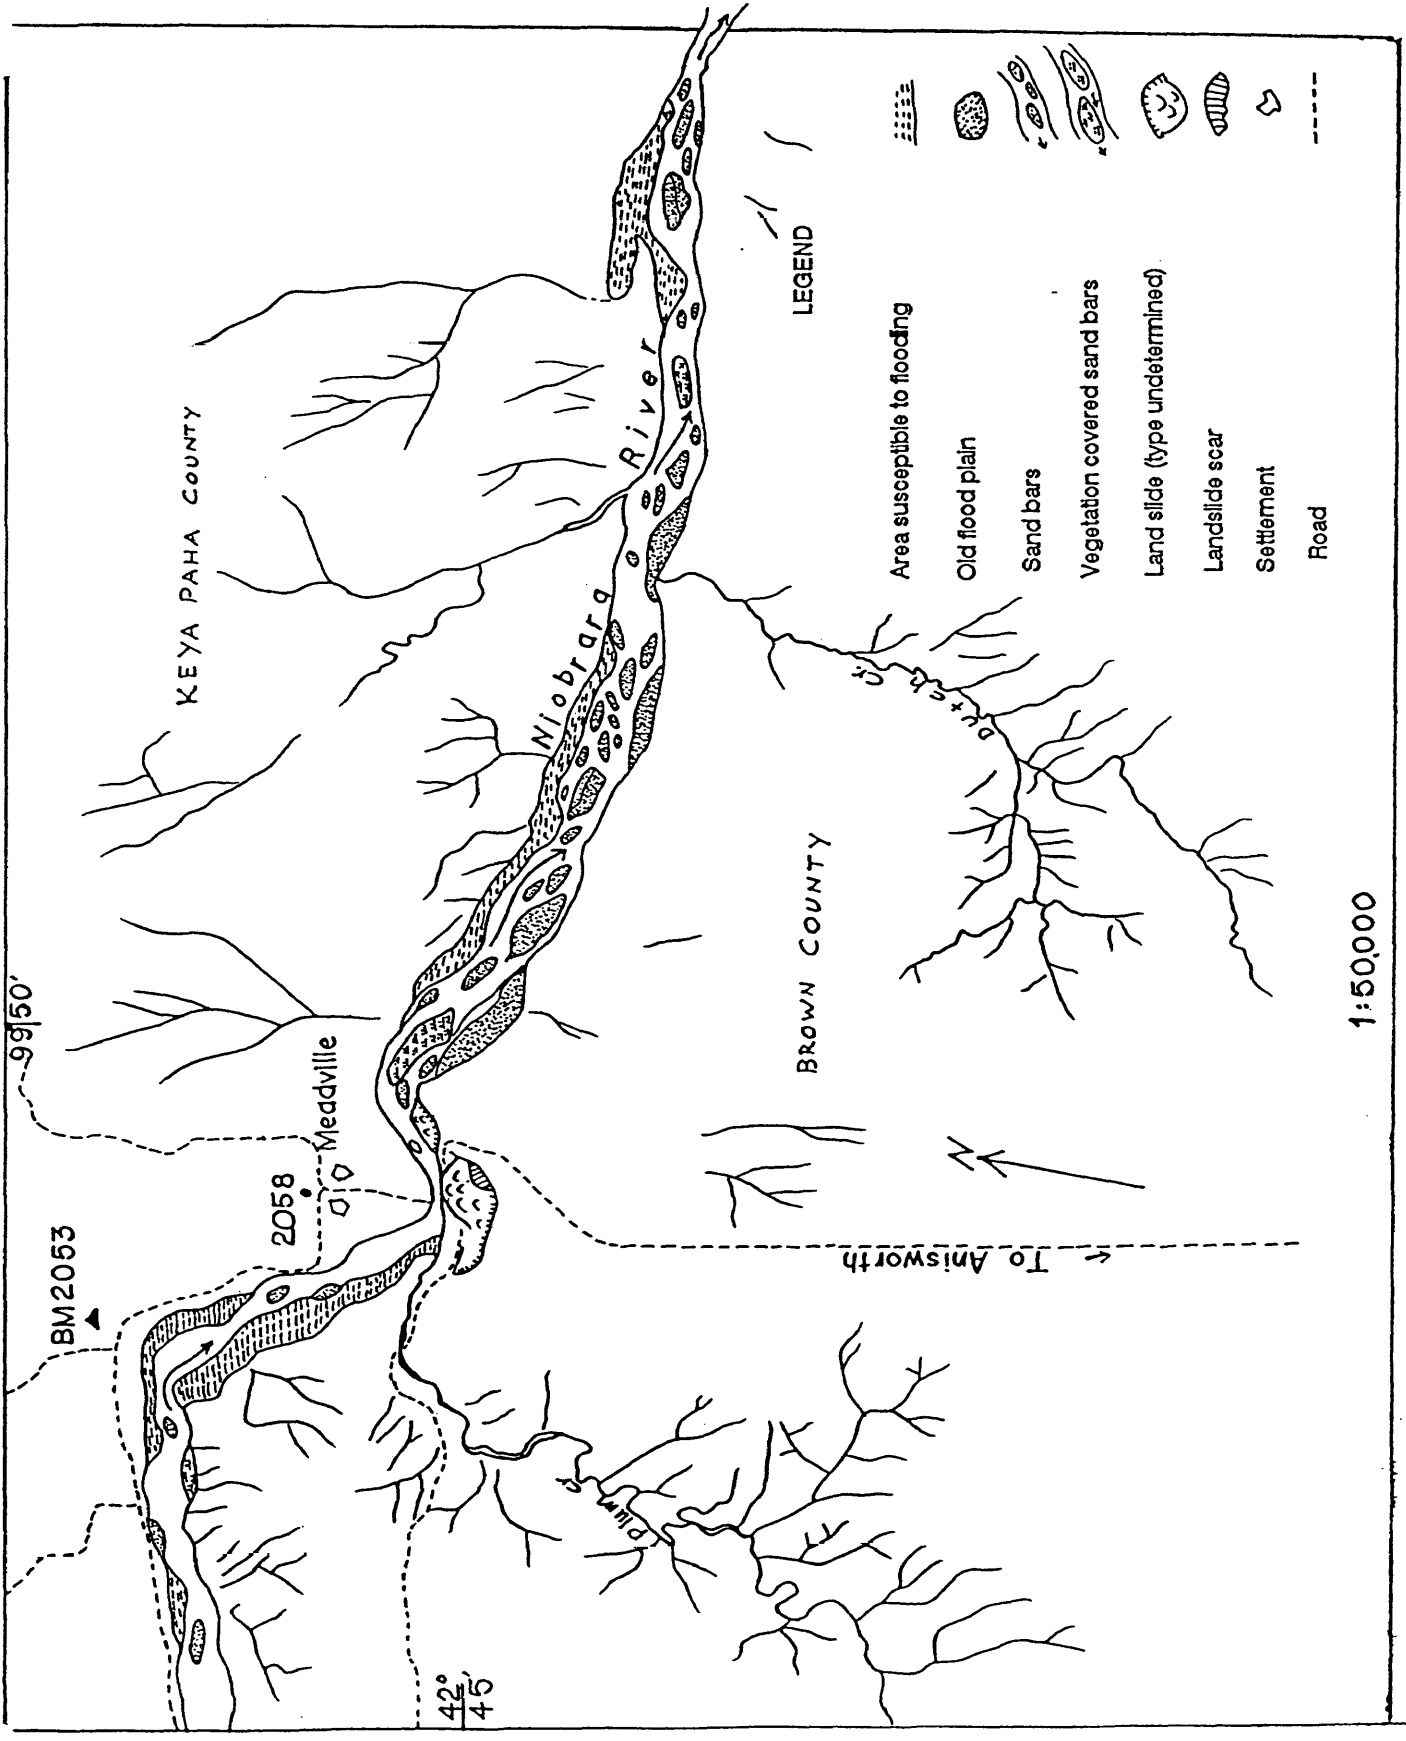 99°50'
KEYA PAHA COUNTY
BM2053
2058
Meadville
Niobrara River
42°
45'
Plum Cr.
To Anisworth
N
BROWN COUNTY
Dutch Cr.
LEGEND
Area susceptible to flooding
Old flood plain
Sand bars
Vegetation covered sand bars
Land slide (type undetermined)
Landslide scar
Settlement
Road
1:50,000